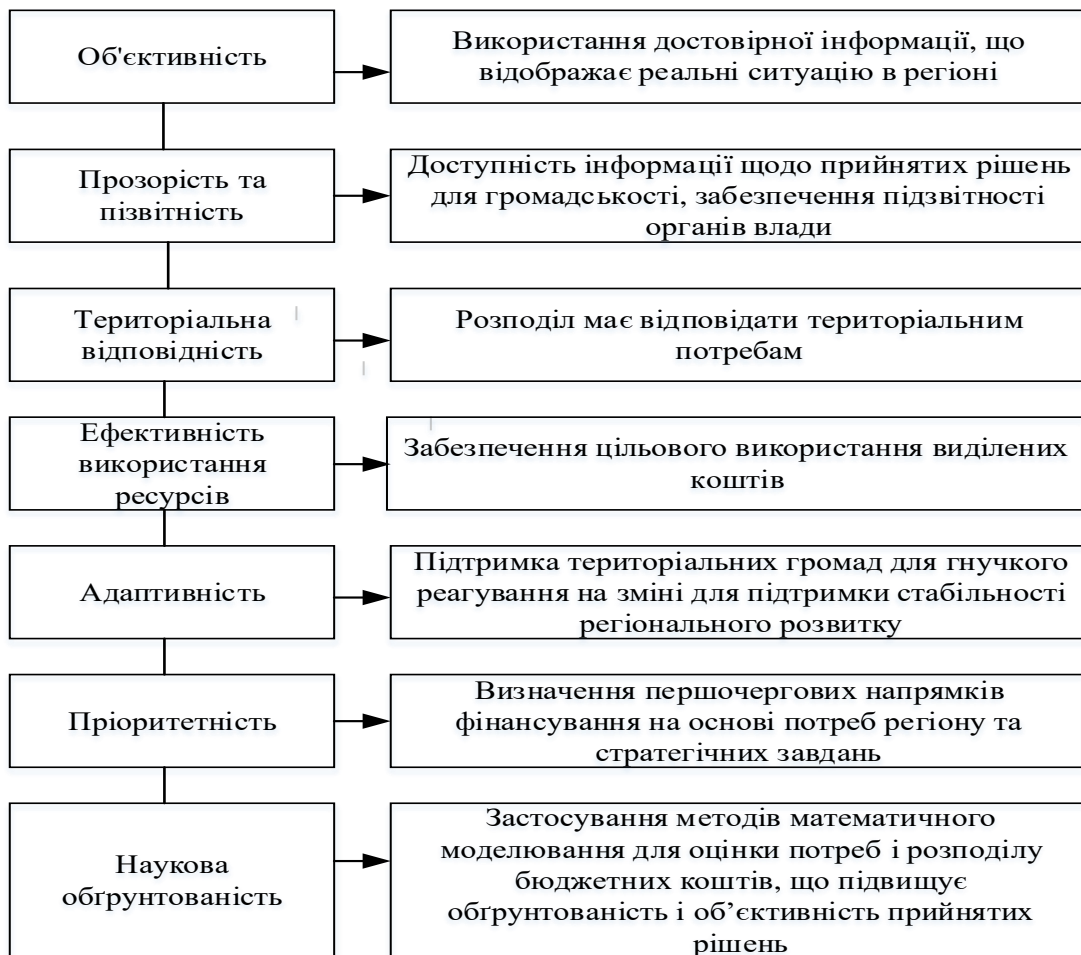 Об'єктивність
Використання достовірної інформації, що
відображає реальні ситуацію в регіоні
Прозорість та
пізвітність
Доступність інформації щодо прийнятих рішень
для громадськості, забезпечення підзвітності
органів влади
Територіальна
відповідність
Розподіл має відповідати територіальним
потребам
Ефективність
використання
ресурсів
Забезпечення цільового використання виділених
коштів
Адаптивність
Підтримка територіальних громад для гнучкого
реагування на зміні для підтримки стабільності
регіонального розвитку
Пріоритетність
Визначення першочергових напрямків
фінансування на основі потреб регіону та
стратегічних завдань
Наукова
обґрунтованість
Застосування методів математичного
моделювання для оцінки потреб і розподілу
бюджетних коштів, що підвищує
обґрунтованість і об’єктивність прийнятих
рішень